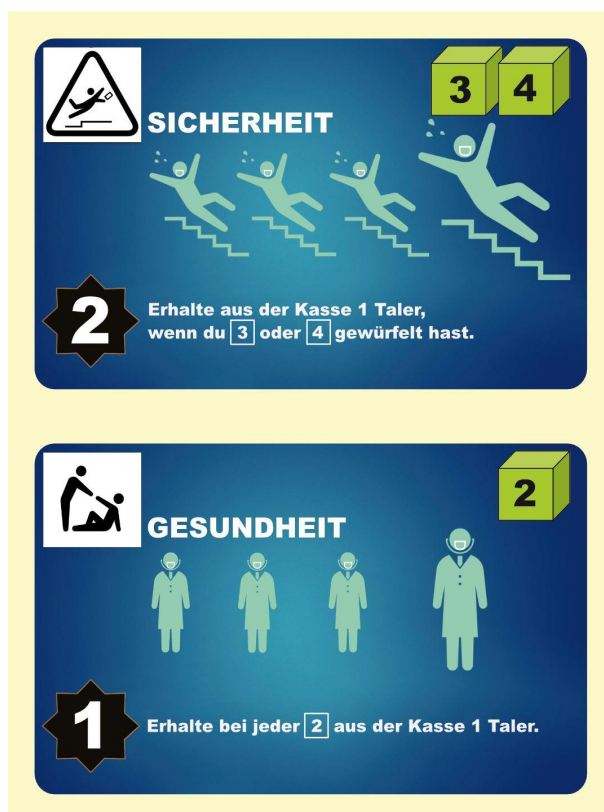 3 4
SICHERHEIT
2
Erhalte aus der Kasse 1 Taler,
wenn du 3 oder 4 gewürfelt hast.
2
GESUNDHEIT
1
Erhalte bei jeder 2 aus der Kasse 1 Taler.